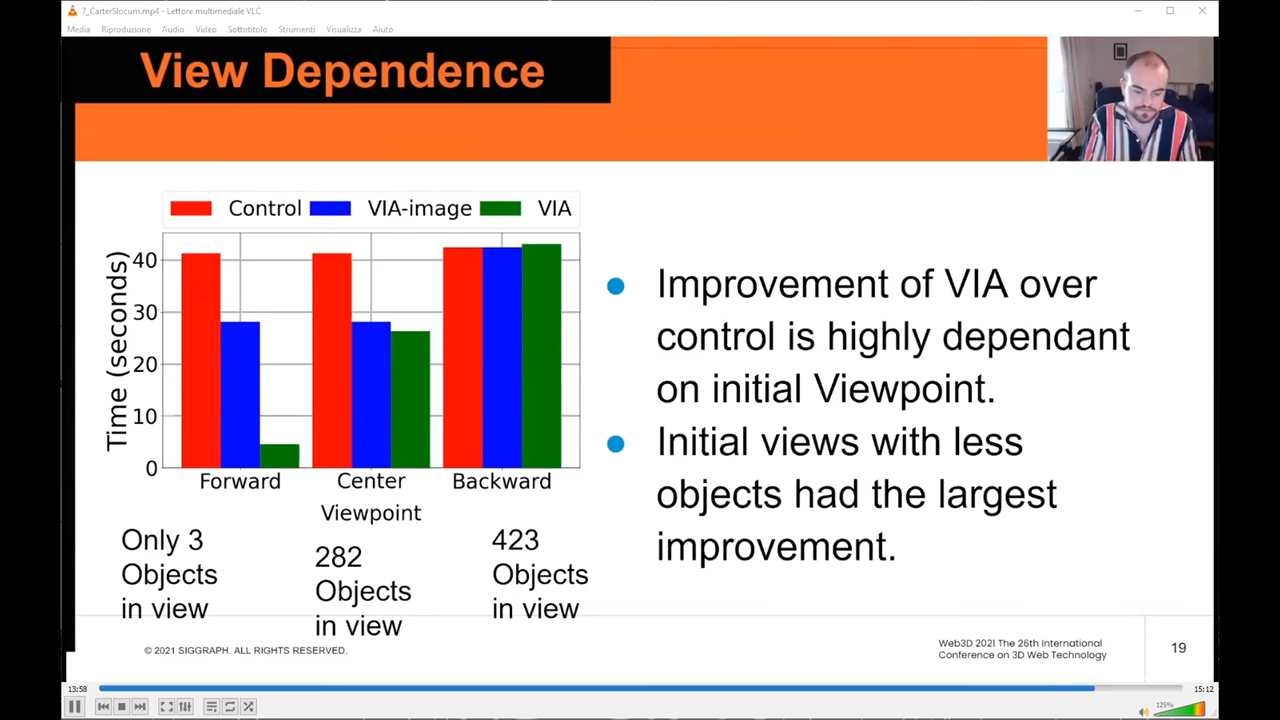 7_CarterSlocum.mp4 - Lettore multimediale VLC
Media Riproduzione Audio Video Sottotitolo Strumenti Visualizza Aiuto
View Dependence
Control VIA-image VIA
Time (seconds)
40
30
20
10
0
Forward Center Backward
Viewpoint
Only 3
Objects
in view
282
Objects
in view
423
Objects
in view
Improvement of VIA over
control is highly dependant
on initial Viewpoint.
Initial views with less
objects had the largest
improvement.
© 2021 SIGGRAPH. ALL RIGHTS RESERVED.
Web3D 2021 The 26th International
Conference on 3D Web Technology
19
13:58
15:12
125%